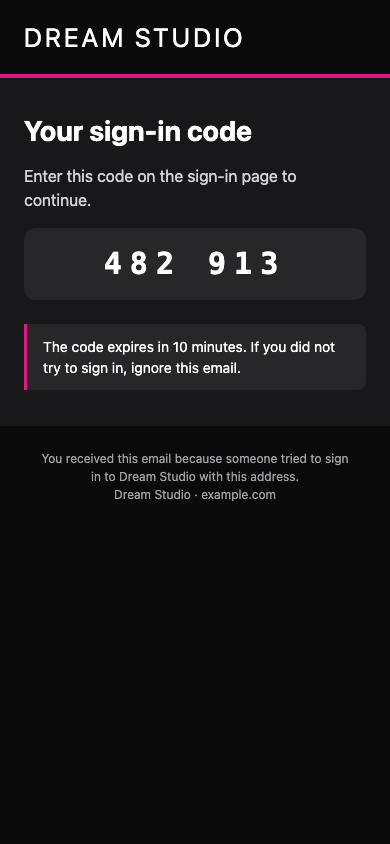 DREAM STUDIO
Your sign-in code
Enter this code on the sign-in page to
continue.
482 913
The code expires in 10 minutes. If you did not
try to sign in, ignore this email.
You received this email because someone tried to sign
in to Dream Studio with this address.
Dream Studio · example.com